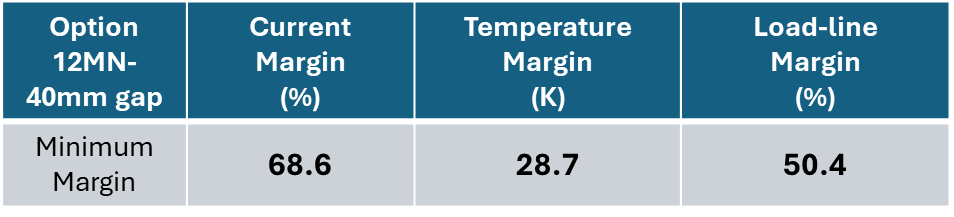 Option
12MN-
40mm gap
Current
Margin
(%)
Temperature
Margin
(K)
Load-line
Margin
(%)
Minimum
Margin
68.6
28.7
50.4